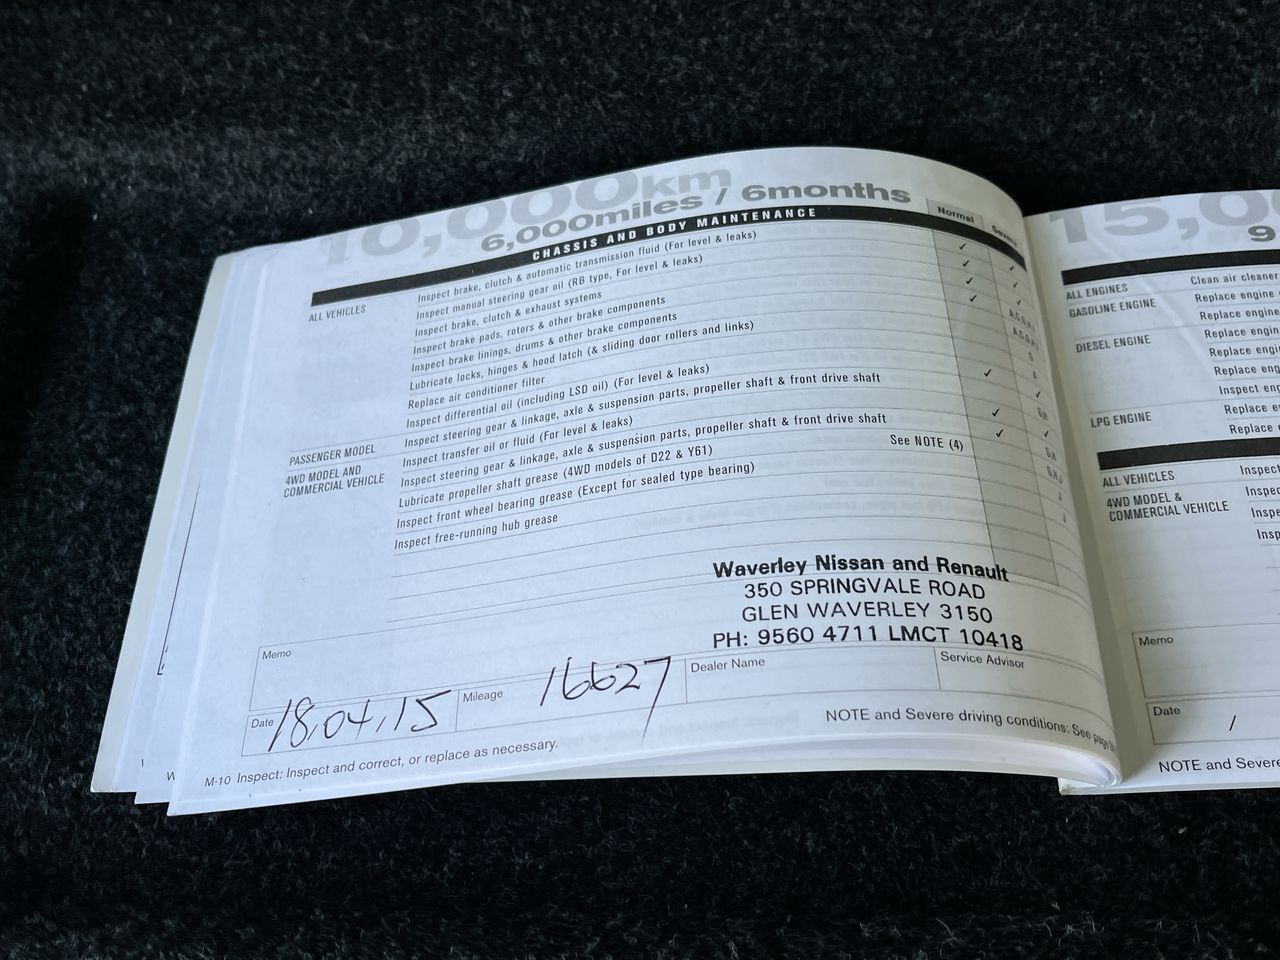 10,000km
6,000miles / 6months
CHASSIS AND BODY MAINTENANCE
Normal
Severe
ALL VEHICLES
Inspect brake, clutch & automatic transmission fluid (For level & leaks)
Inspect manual steering gear oil (RB type, For level & leaks)
Inspect brake, clutch & exhaust systems
Inspect brake pads, rotors & other brake components
Inspect brake linings, drums & other brake components
Lubricate locks, hinges & hood latch (& sliding door rollers and links)
Replace air conditioner filter
Inspect differential oil (including LSD oil) (For level & leaks)
PASSENGER MODEL
Inspect steering gear & linkage, axle & suspension parts, propeller shaft & front drive shaft
4WD MODEL AND
COMMERCIAL VEHICLE
Inspect transfer oil or fluid (For level & leaks)
Inspect steering gear & linkage, axle & suspension parts, propeller shaft & front drive shaft
Lubricate propeller shaft grease (4WD models of D22 & Y61) See NOTE (4)
Inspect front wheel bearing grease (Except for sealed type bearing)
Inspect free-running hub grease
Waverley Nissan and Renault
350 SPRINGVALE ROAD
GLEN WAVERLEY 3150
PH: 9560 4711 LMCT 10418
Memo
Date 18.04.15
Mileage 16627
Dealer Name
Service Advisor
NOTE and Severe driving conditions: See page
M-10 Inspect: Inspect and correct, or replace as necessary.
15,0
9
ALL ENGINES
Clean air cleaner
GASOLINE ENGINE
Replace engine
Replace engin
DIESEL ENGINE
Replace engin
Replace engi
Replace eng
Inspect en
LPG ENGINE
Replace e
Replace
ALL VEHICLES
Inspect
4WD MODEL &
COMMERCIAL VEHICLE
Inspec
Inspe
Insp
Memo
Date /
NOTE and Severe